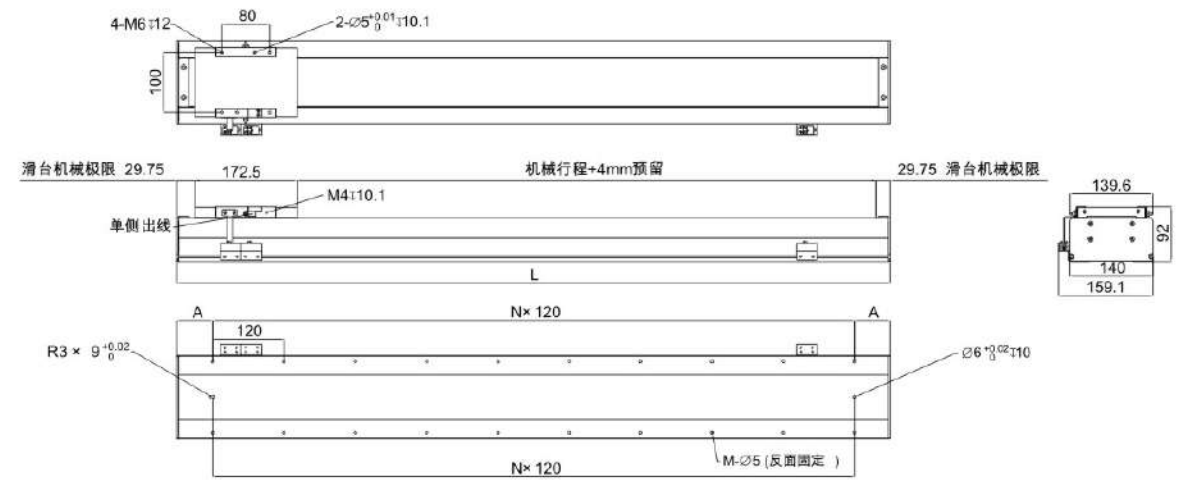 4-M6↧12
80
2-∅5+0.01 0↧10.1
100
滑台机械极限 29.75
172.5
机械行程+4mm预留
29.75 滑台机械极限
M4↧10.1
单侧出线
L
139.6
92
140
159.1
A
N× 120
A
120
R3 × 9+0.02 0
∅6+0.02 0↧10
M-∅5 (反面固定 )
N× 120